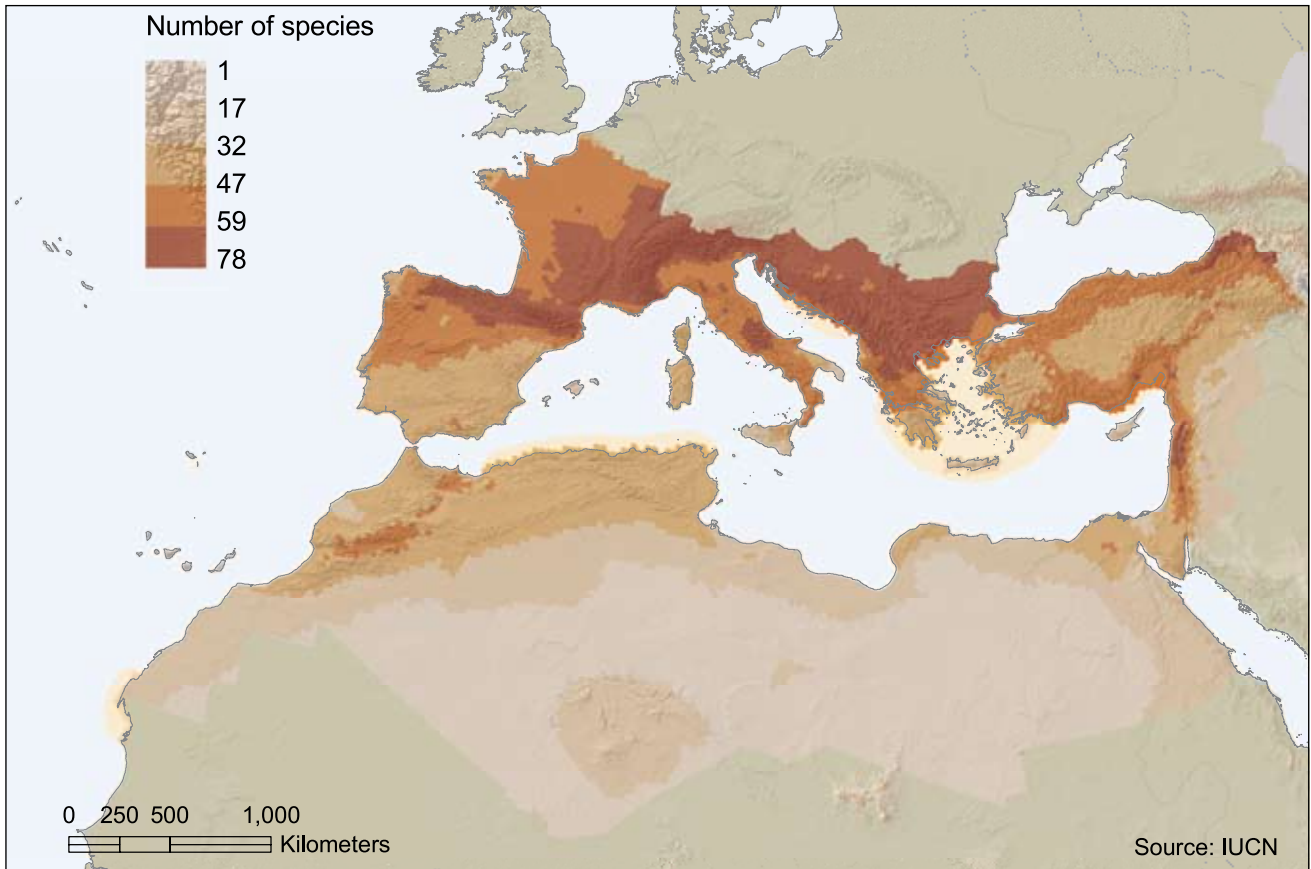 Number of species
1
17
32
47
59
78
0 250 500 1,000
Kilometers
Source: IUCN